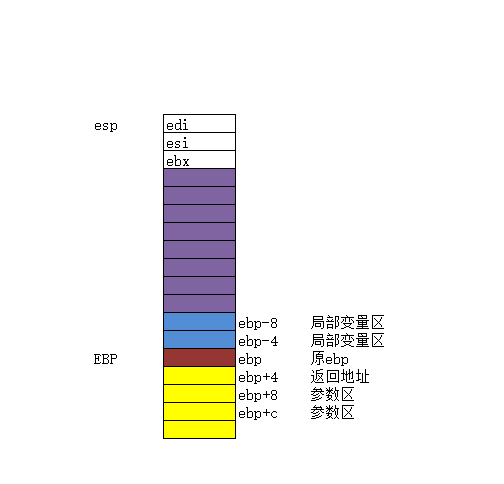 esp edi
esi
ebx
ebp-8 局部变量区
ebp-4 局部变量区
EBP ebp 原ebp
ebp+4 返回地址
ebp+8 参数区
ebp+c 参数区